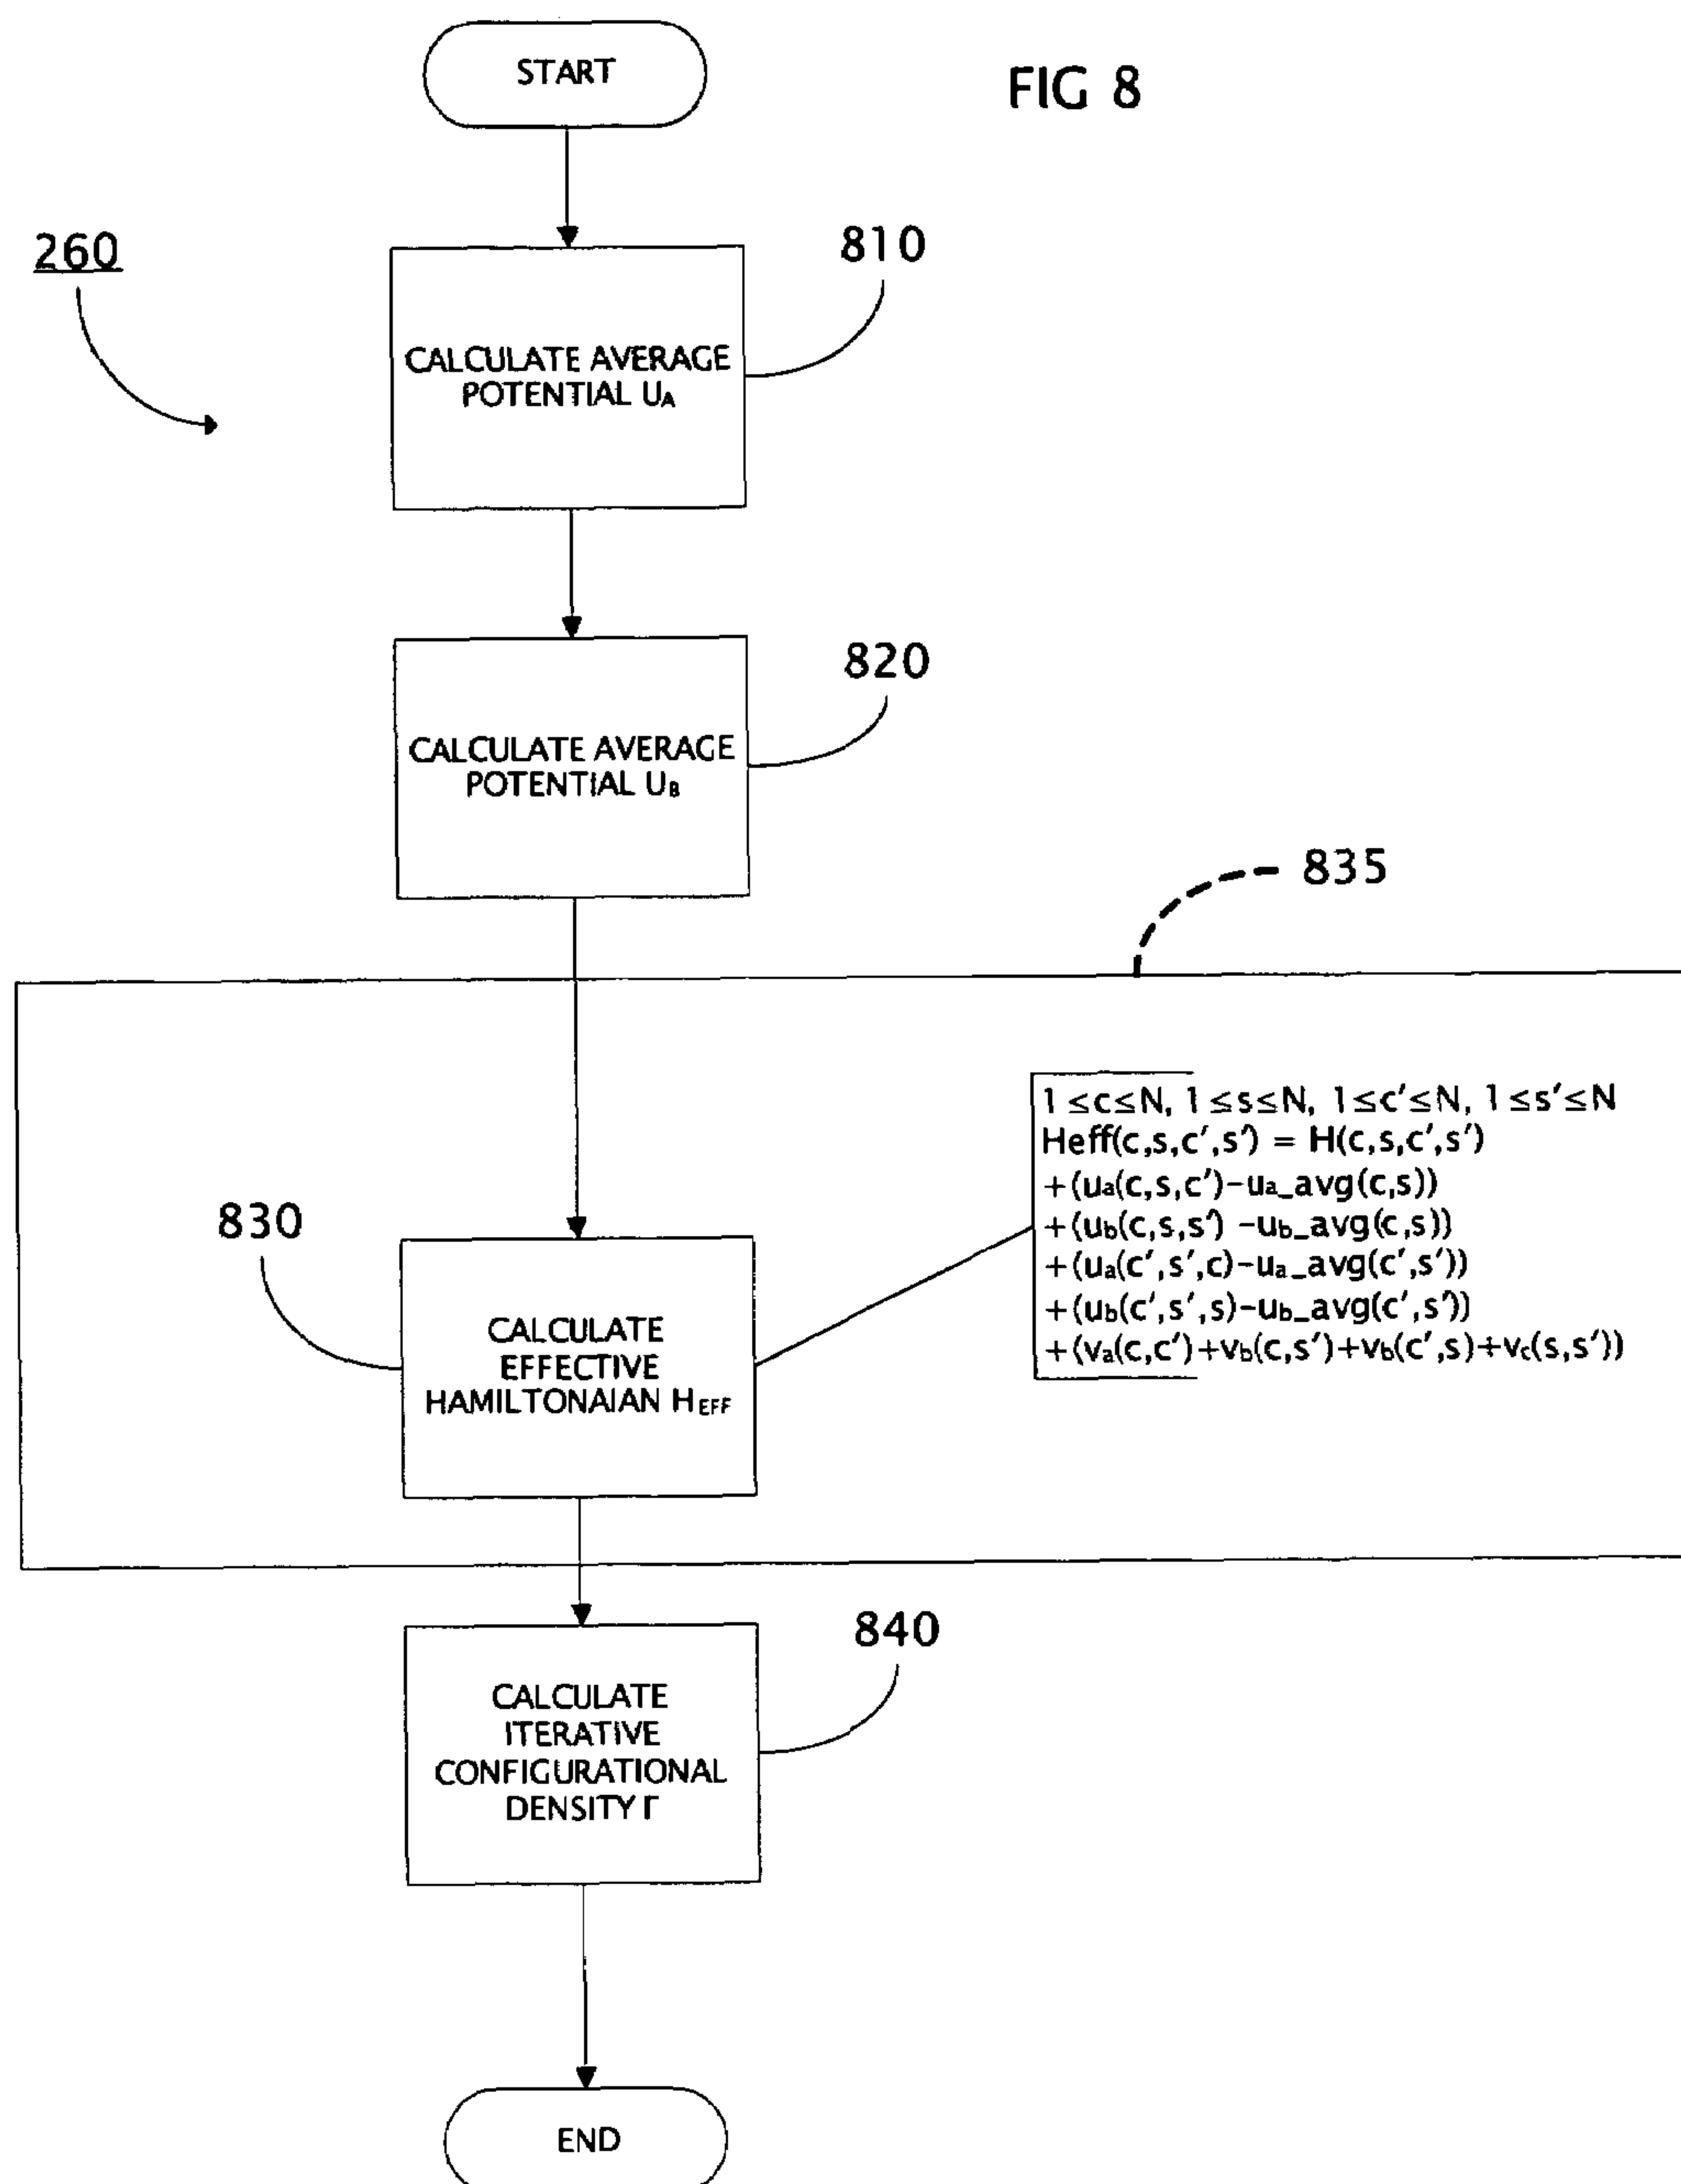 START
FIG 8
260
810
CALCULATE AVERAGE
POTENTIAL UA
820
CALCULATE AVERAGE
POTENTIAL UB
835
1≤c≤N, 1≤s≤N, 1≤c′≤N, 1≤s′≤N
Heff(c,s,c′,s′) = H(c,s,c′,s′)
+(ua(c,s,c′)-ua_avg(c,s))
+(ub(c,s,s′) -ub_avg(c,s))
+(ua(c′,s′,c)-ua_avg(c′,s′))
+(ub(c′,s′,s)-ub_avg(c′,s′))
+(va(c,c′)+vb(c,s′)+vb(c′,s)+vc(s,s′))
830
CALCULATE
EFFECTIVE
HAMILTONAIAN HEFF
840
CALCULATE
ITERATIVE
CONFIGURATIONAL
DENSITY Γ
END